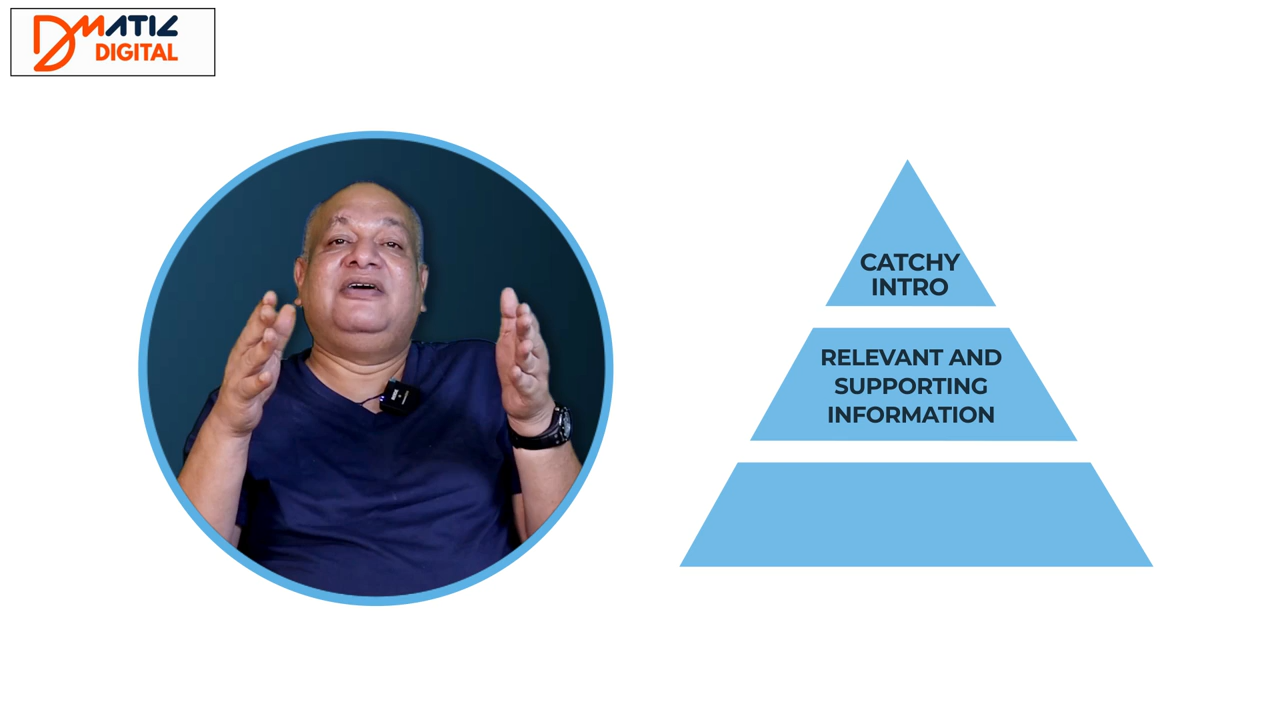 DMATIC
DIGITAL
CATCHY
INTRO
RELEVANT AND
SUPPORTING
INFORMATION